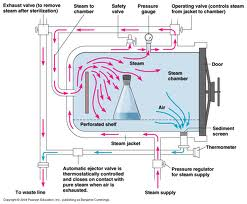 Exhaust valve (to remove
steam after sterilization)
Steam to
chamber
Safety
valve
Pressure
gauge
Operating valve (controls steam
from jacket to chamber)
Steam
Steam
chamber
Door
Air
Perforated shelf
Sediment
screen
Thermometer
Steam jacket
Automatic ejector valve is
thermostatically controlled
and closes on contact with
pure steam when air is
exhausted.
Pressure regulator
for steam supply
To waste line
Steam supply